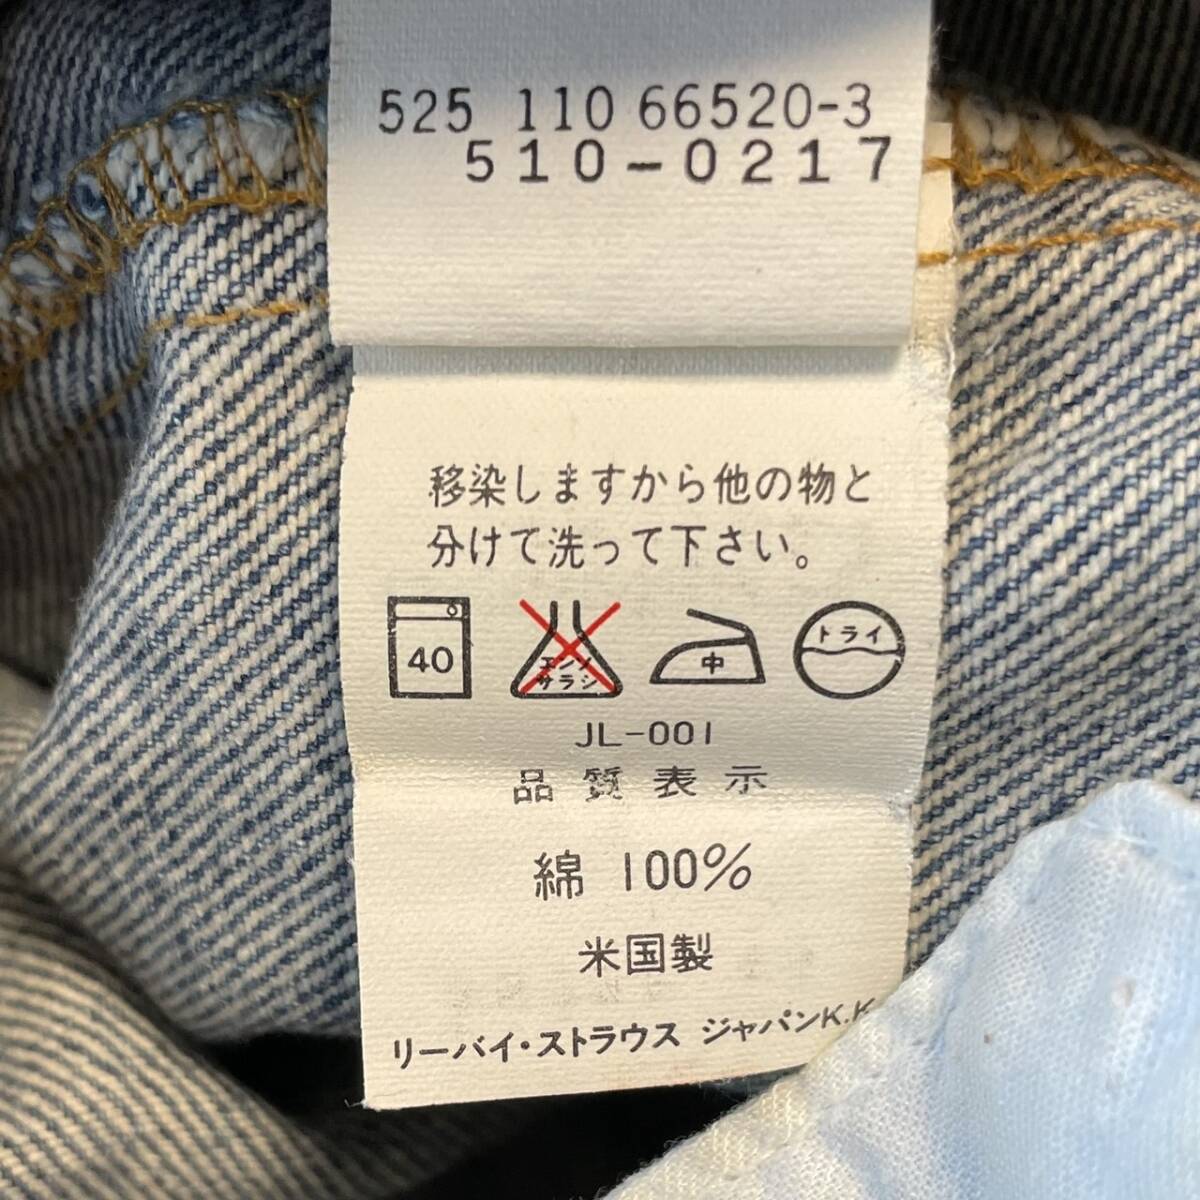 525 110 66520-3
510-0217
移染しますから他の物と
分けて洗って下さい。
40 エンソ サラシ 中 トライ
JL-001
品質表示
綿 100%
米国製
リーバイ・ストラウス ジャパンK.K